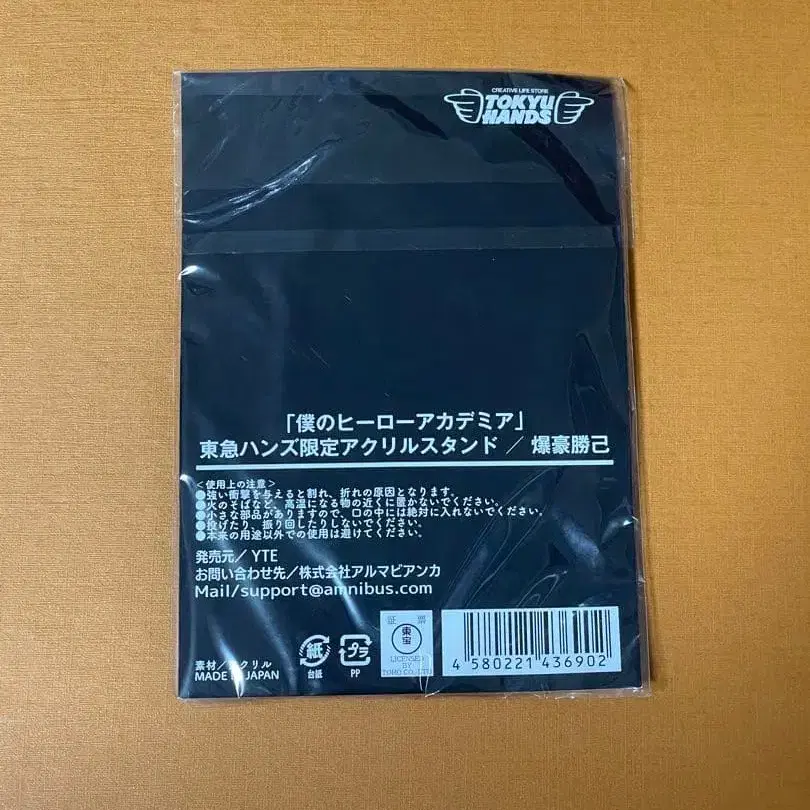 CREATIVE LIFE STORE
TOKYU
HANDS
「僕のヒーローアカデミア」
東急ハンズ限定アクリルスタンド / 爆豪勝己
<使用上の注意>
●強い衝撃を与えると割れ、折れの原因となります。
●火のそばなど、高温になる物の近くに置かないでください。
●小さな部品がありますので、口の中には絶対に入れないでください。
●投げたり、振り回したりしないでください。
●本来の用途以外での使用は避けてください。
発売元/YTE
お問い合わせ先/株式会社アルマビアンカ
Mail/support@amnibus.com
素材/アクリル
MADE IN JAPAN
紙
台紙
プラ
PP
証 票
東宝
LICENSED
BY
TOHO CO., LTD
4 580221 436902